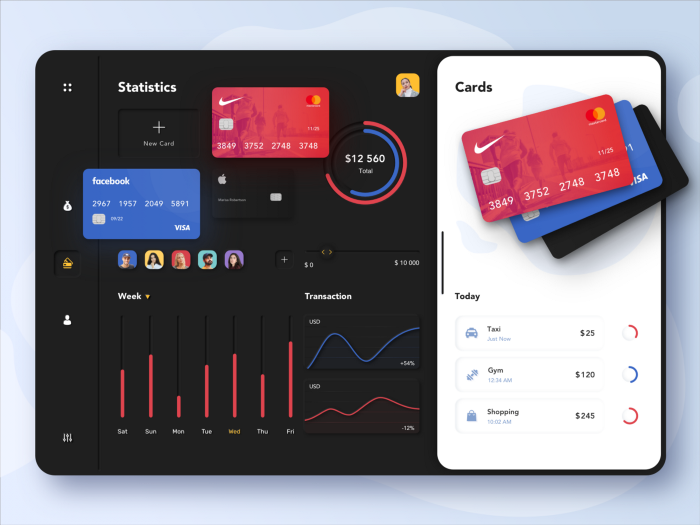 Statistics
New Card
3849 3752 2748 3748
11/25
$12 560
Total
facebook
2967 1957 2049 5891
09/22
VISA
$ 0
$ 10 000
Week
Sat Sun Mon Tue Wed Thu Fri
Transaction
USD
+54%
USD
-12%
Cards
11/25
3849 3752 2748 3748
VISA
Today
Taxi
Just Now
$25
Gym
12:34 AM
$120
Shopping
10:02 AM
$245